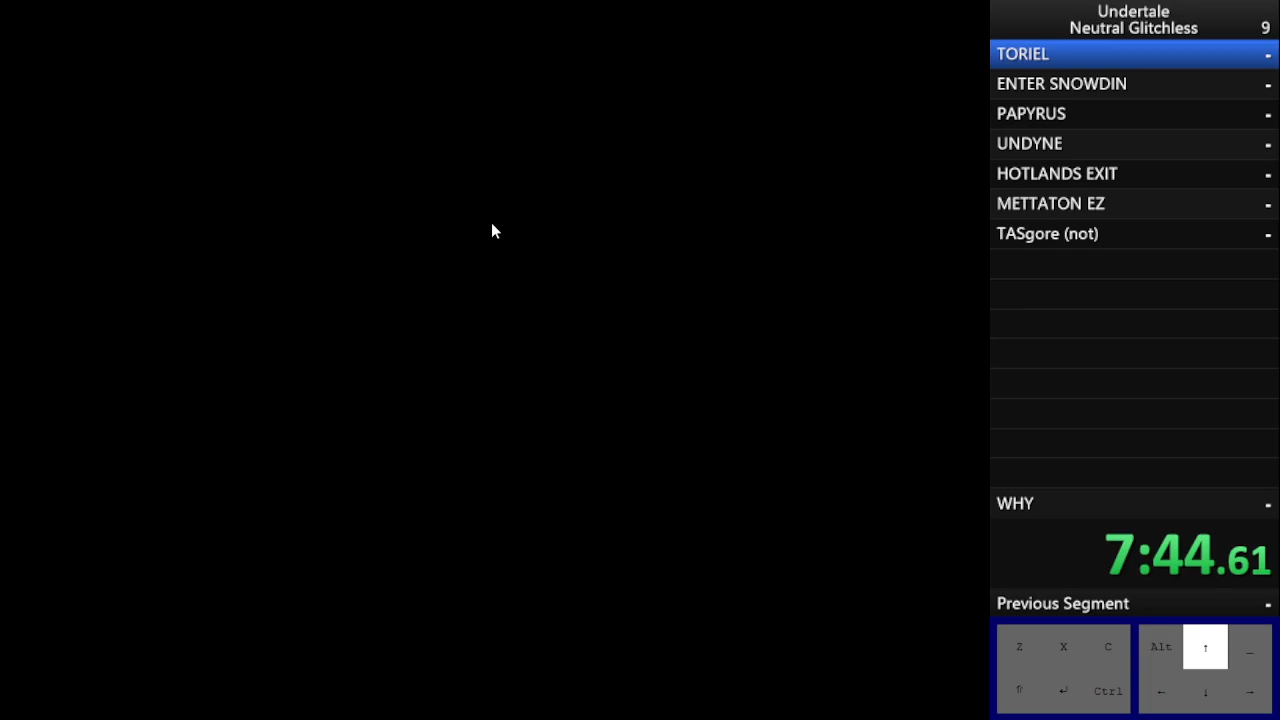 Undertale
Neutral Glitchless 9
TORIEL -
ENTER SNOWDIN -
PAPYRUS -
UNDYNE -
HOTLANDS EXIT -
METTATON EZ -
TASgore (not) -
WHY -
7:44.61
Previous Segment -
Z X C Alt ↑ _
⇧ ↵ Ctrl ← ↓ →